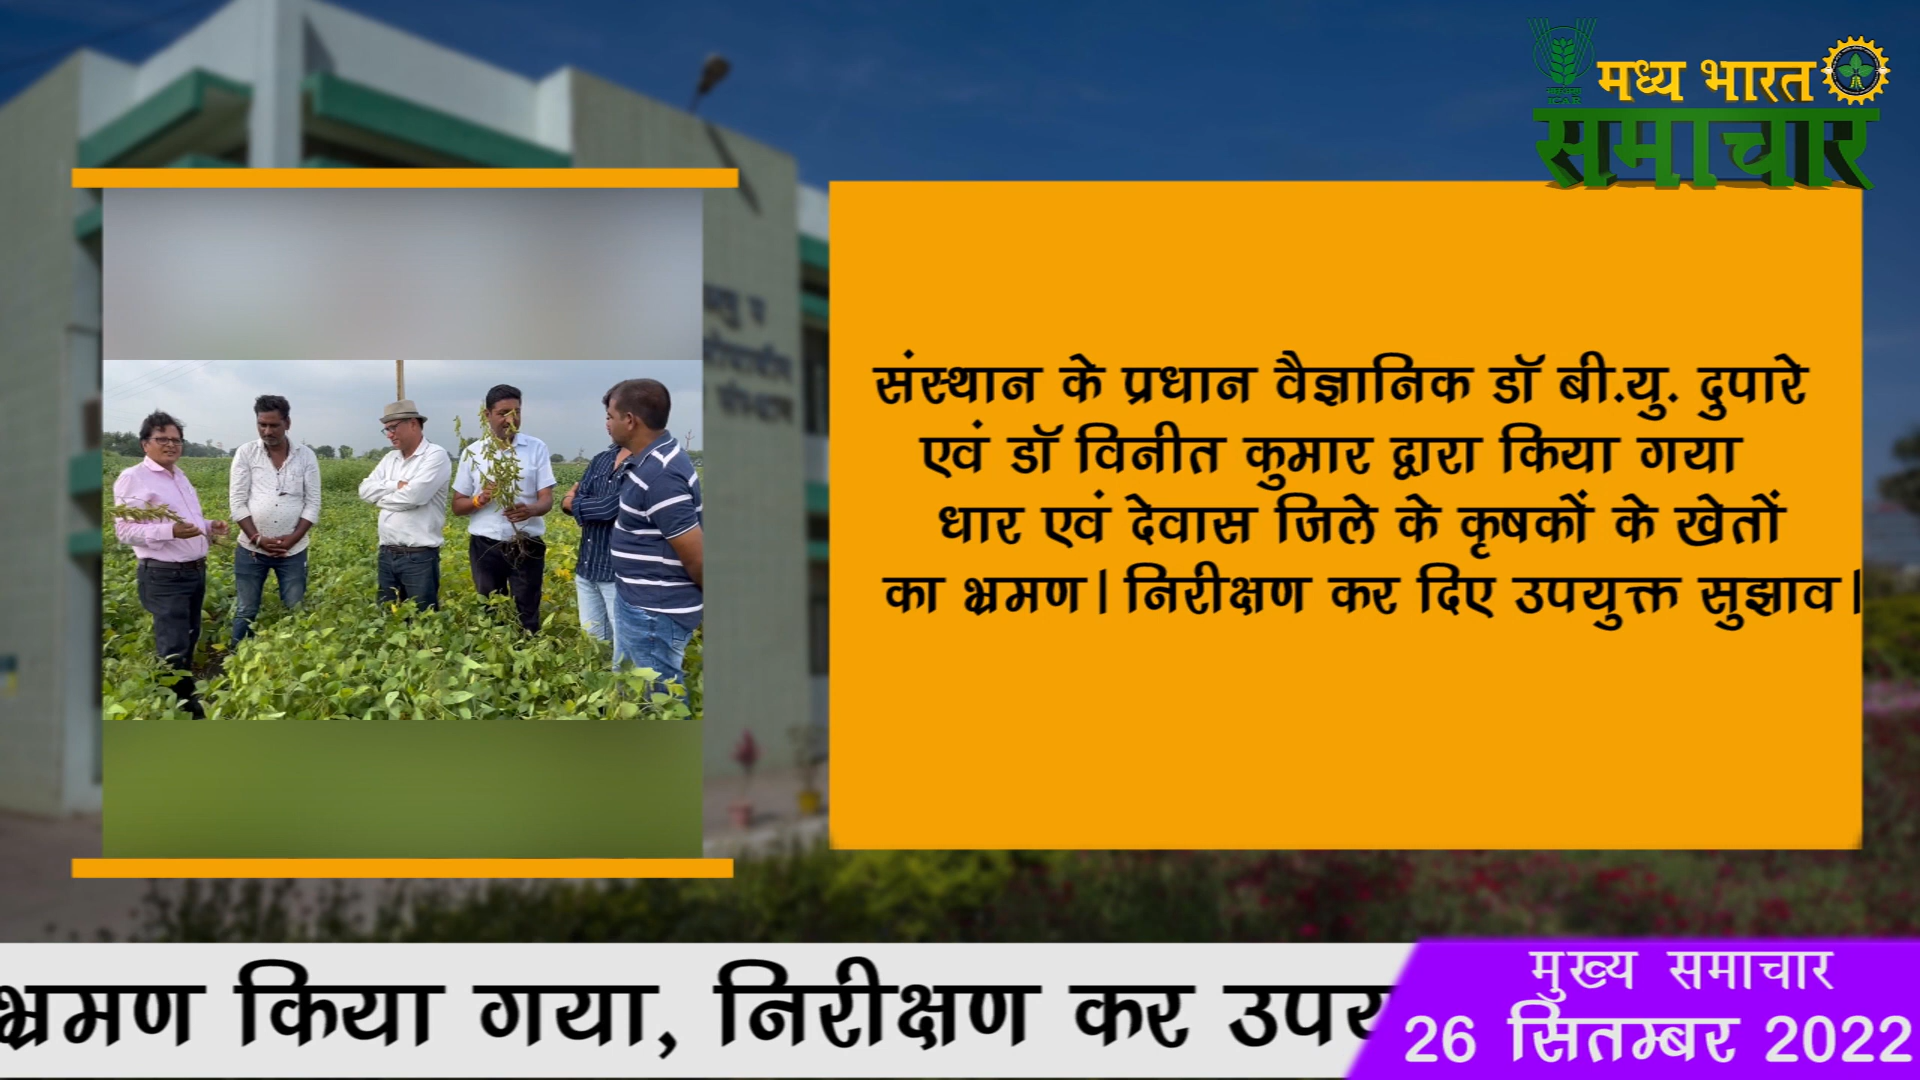 मध्य भारत
समाचार
संस्थान के प्रधान वैज्ञानिक डॉ बी.यु. दुपारे
एवं डॉ विनीत कुमार द्वारा किया गया
धार एवं देवास जिले के कृषकों के खेतों
का भ्रमण। निरीक्षण कर दिए उपयुक्त सुझाव।
भ्रमण किया गया, निरीक्षण कर
मुख्य समाचार
26 सितम्बर 2022